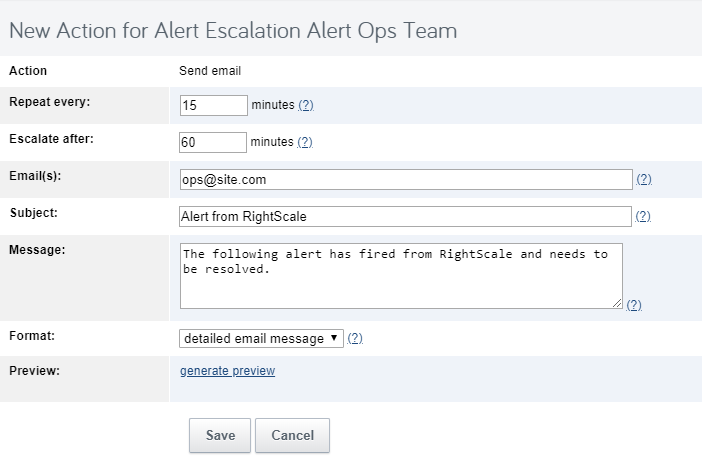 New Action for Alert Escalation Alert Ops Team
Action Send email
Repeat every: 15 minutes (?)
Escalate after: 60 minutes (?)
Email(s): ops@site.com (?)
Subject: Alert from RightScale (?)
Message: The following alert has fired from RightScale and needs to
be resolved.
(?)
Format: detailed email message (?)
Preview: generate preview
Save Cancel